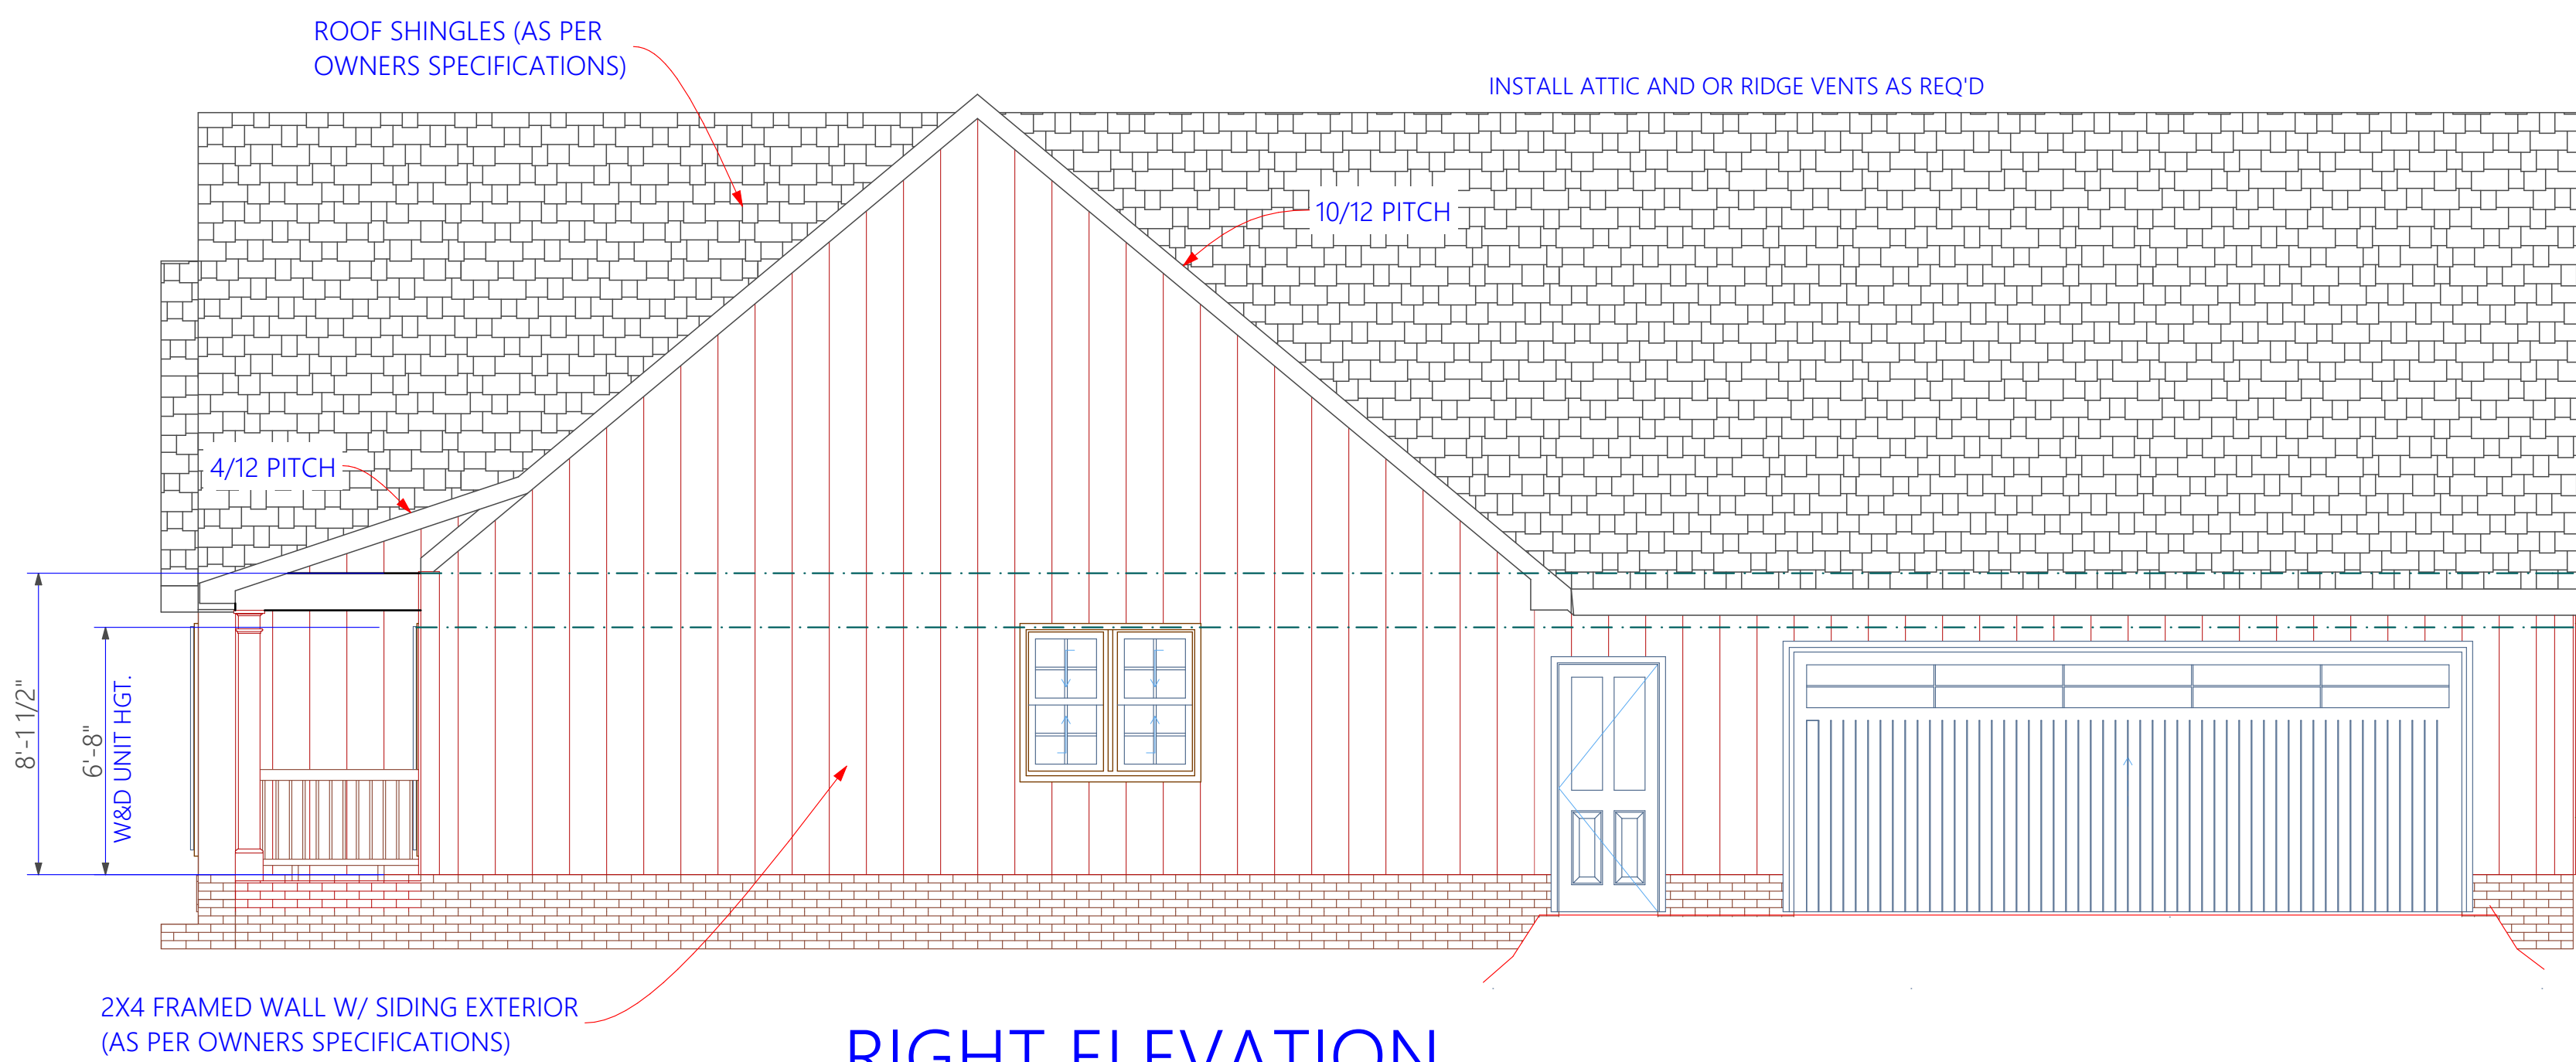 ROOF SHINGLES (AS PER
OWNERS SPECIFICATIONS)
INSTALL ATTIC AND OR RIDGE VENTS AS REQ'D
10/12 PITCH
4/12 PITCH
8'-1 1/2"
6'-8"
W&D UNIT HGT.
2X4 FRAMED WALL W/ SIDING EXTERIOR
(AS PER OWNERS SPECIFICATIONS)
RIGHT ELEVATION